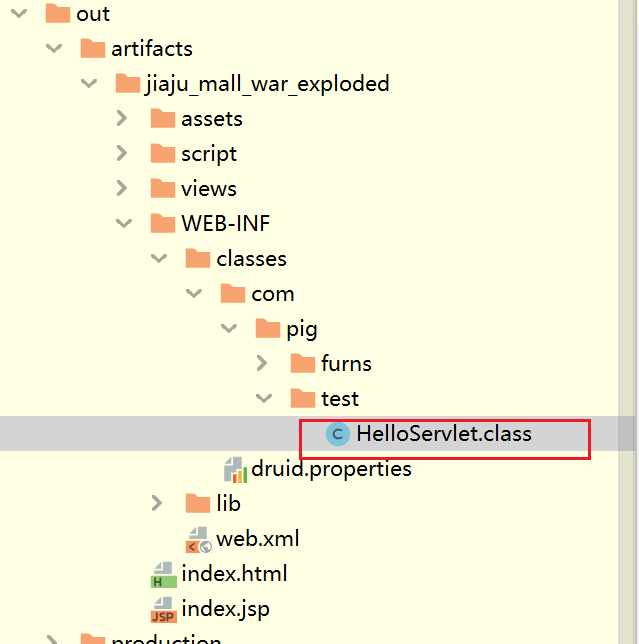 out
artifacts
jiaju_mall_war_exploded
assets
script
views
WEB-INF
classes
com
pig
furns
test
C HelloServlet.class
druid.properties
lib
web.xml
H index.html
JSP index.jsp
production